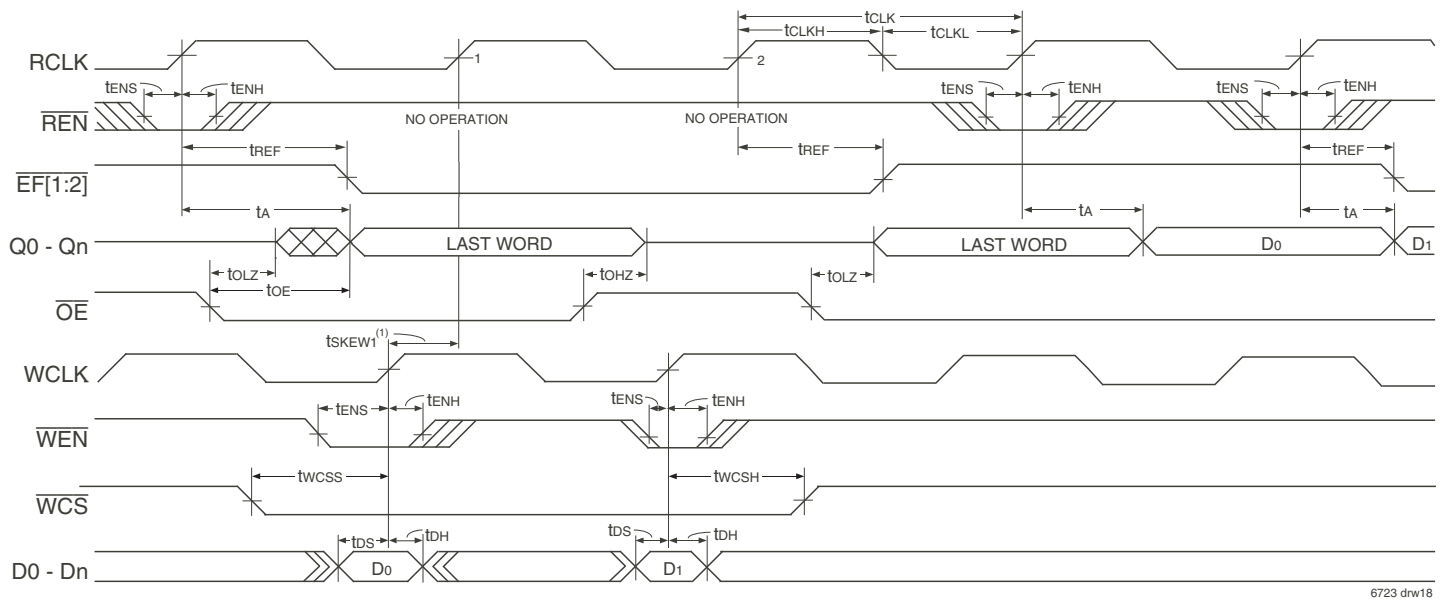 tCLK
tCLKH
tCLKL
RCLK
1
2
tENS
tENH
tENS
tENH
tENS
tENH
REN
NO OPERATION
NO OPERATION
tREF
tREF
tREF
EF[1:2]
tA
tA
tA
Q0 - Qn
LAST WORD
LAST WORD
D0
D1
tOLZ
tOHZ
tOLZ
tOE
OE
tSKEW1(1)
WCLK
tENS
tENH
tENS
tENH
WEN
tWCSS
tWCSH
WCS
tDS
tDH
tDS
tDH
D0 - Dn
D0
D1
6723 drw18